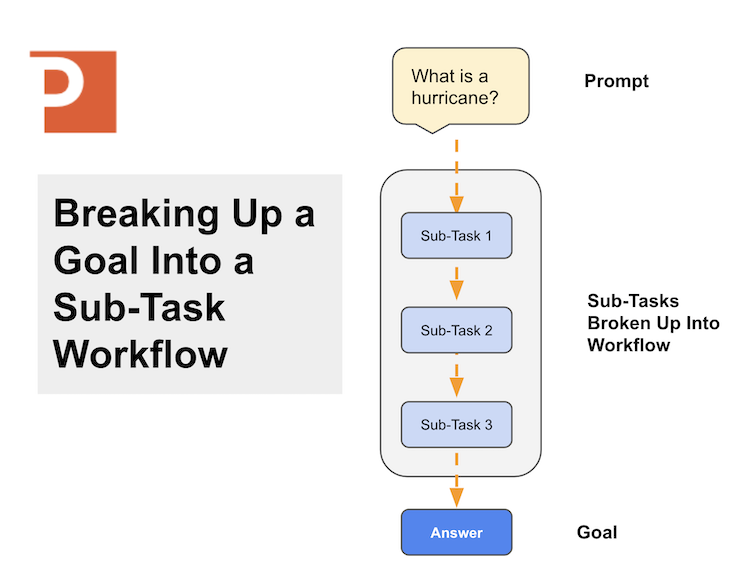 P
Breaking Up a
Goal Into a
Sub-Task
Workflow
What is a
hurricane?
Prompt
Sub-Task 1
Sub-Task 2
Sub-Task 3
Sub-Tasks
Broken Up Into
Workflow
Answer
Goal